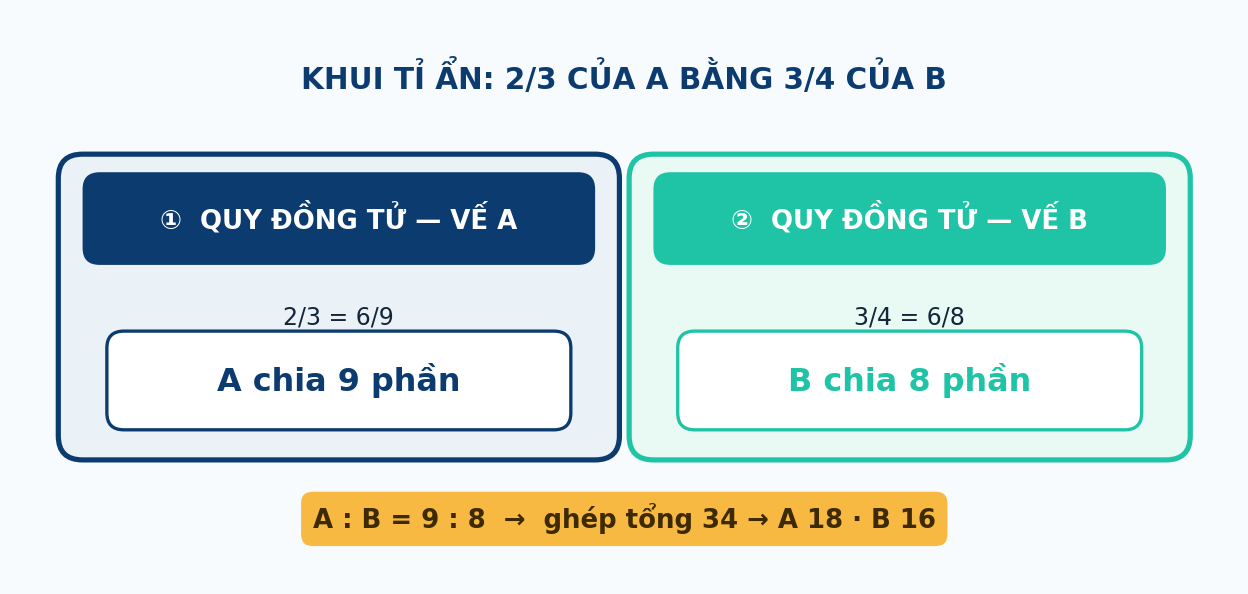 KHUI TỈ ẨN: 2/3 CỦA A BẰNG 3/4 CỦA B
① QUY ĐỒNG TỬ — VẾ A
2/3 = 6/9
A chia 9 phần
② QUY ĐỒNG TỬ — VẾ B
3/4 = 6/8
B chia 8 phần
A : B = 9 : 8 → ghép tổng 34 → A 18 · B 16